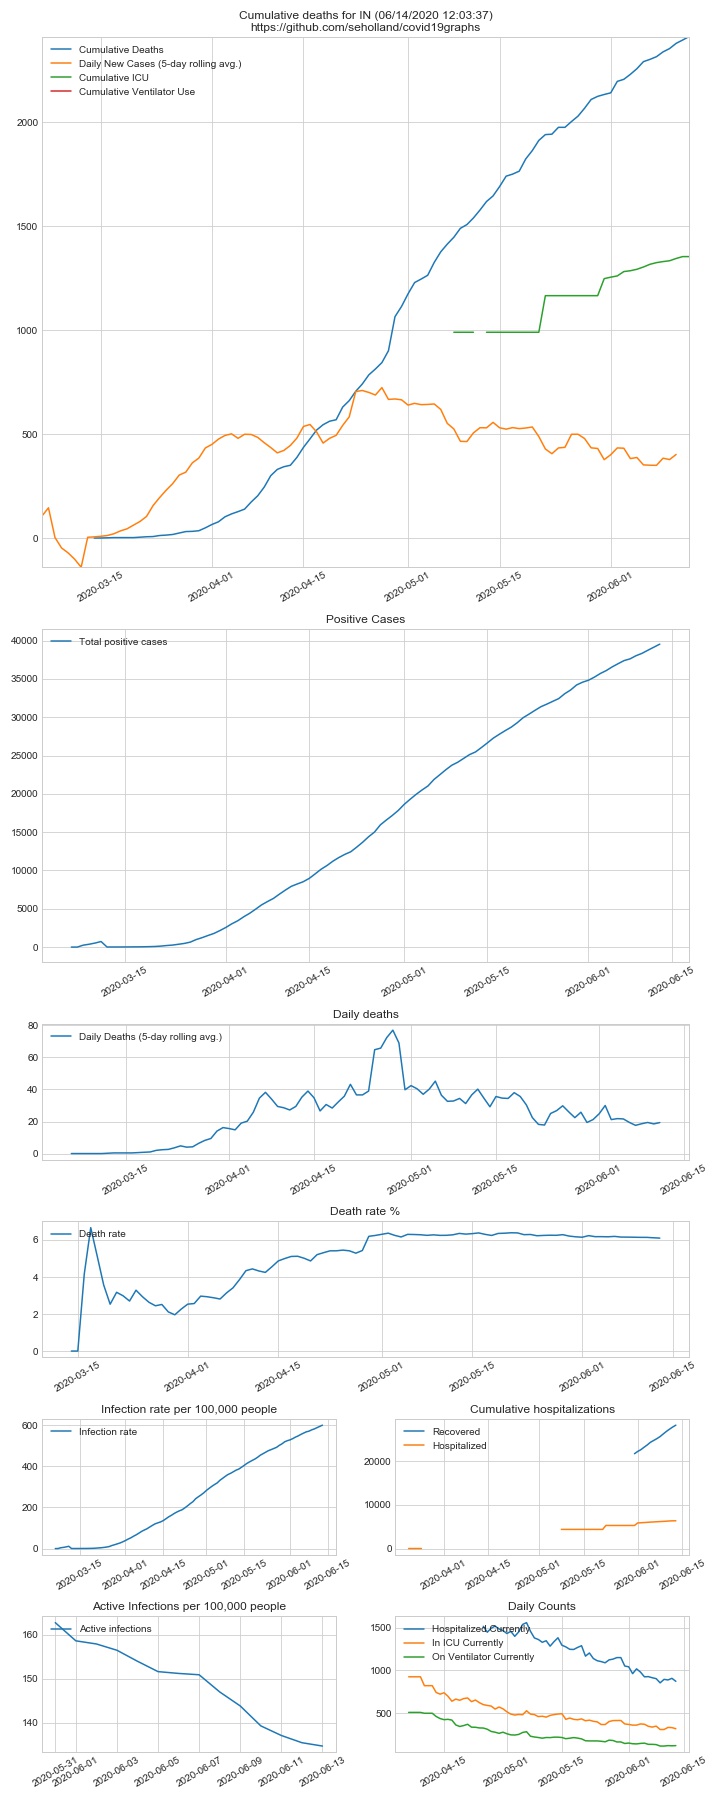 Cumulative deaths for IN (06/14/2020 12:03:37)
https://github.com/seholland/covid19graphs
Cumulative Deaths
Daily New Cases (5-day rolling avg.)
Cumulative ICU
Cumulative Ventilator Use
2000
1500
1000
500
0
2020-03-15 2020-04-01 2020-04-15 2020-05-01 2020-05-15 2020-06-01
Positive Cases
Total positive cases
40000
35000
30000
25000
20000
15000
10000
5000
0
2020-03-15 2020-04-01 2020-04-15 2020-05-01 2020-05-15 2020-06-01 2020-06-15
Daily deaths
Daily Deaths (5-day rolling avg.)
80
60
40
20
0
2020-03-15 2020-04-01 2020-04-15 2020-05-01 2020-05-15 2020-06-01 2020-06-15
Death rate %
Death rate
6
4
2
0
2020-03-15 2020-04-01 2020-04-15 2020-05-01 2020-05-15 2020-06-01 2020-06-15
Infection rate per 100,000 people
Infection rate
600
400
200
0
2020-03-15 2020-04-01 2020-04-15 2020-05-01 2020-05-15 2020-06-01 2020-06-15
Cumulative hospitalizations
Recovered
Hospitalized
20000
10000
0
2020-04-01 2020-04-15 2020-05-01 2020-05-15 2020-06-01 2020-06-15
Active Infections per 100,000 people
Active infections
160
150
140
2020-05-31 2020-06-01 2020-06-03 2020-06-05 2020-06-07 2020-06-09 2020-06-11 2020-06-13
Daily Counts
Hospitalized Currently
In ICU Currently
On Ventilator Currently
1500
1000
500
2020-04-15 2020-05-01 2020-05-15 2020-06-01 2020-06-15